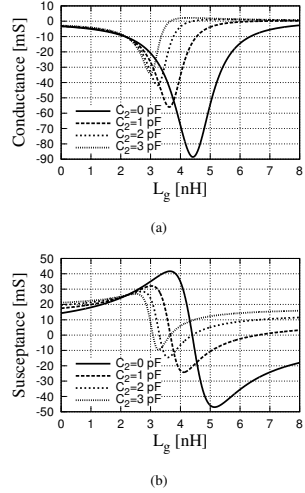 Conductance [mS]
10
0
-10
-20
-30
-40
-50
-60
-70
-80
-90
C2=0 pF
C2=1 pF
C2=2 pF
C2=3 pF
0 1 2 3 4 5 6 7 8
Lg [nH]
(a)
Susceptance [mS]
50
40
30
20
10
0
-10
-20
-30
-40
-50
C2=0 pF
C2=1 pF
C2=2 pF
C2=3 pF
0 1 2 3 4 5 6 7 8
Lg [nH]
(b)